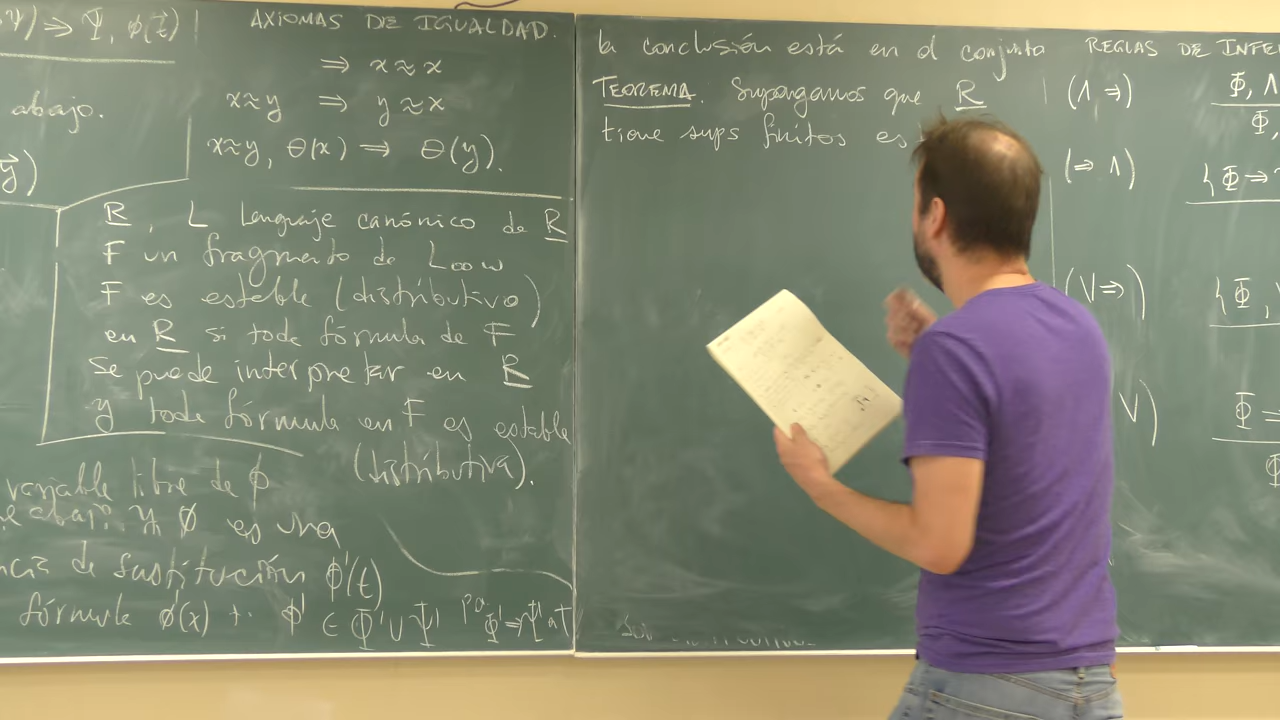 ψ) ⇒ Ψ, φ(t⃗)
abajo.
y⃗)
AXIOMAS DE IGUALDAD.
⇒ x≈x
x≈y ⇒ y≈x
x≈y, Θ(x) ⇒ Θ(y).
R, L Lenguaje canónico de R
F un fragmento de L∞ω
F es estable (distributivo)
en R si toda fórmula de F
se puede interpretar en R
y toda fórmula en F es estable
(distributiva).
variable libre de φ
y φ es una
de sustitución φ'(t)
fórmula φ'(x) t. φ' ∈ Φ'∪Ψ'
la conclusión está en el conjunto
TEOREMA. Supongamos que R
tiene sups finitos es
REGLAS DE INFE
(∧ ⇒)
Φ, ∧
Φ,
(⇒ ∧)
{Φ ⇒
(∨ ⇒)
{Φ,
∨)
Φ =
Φ